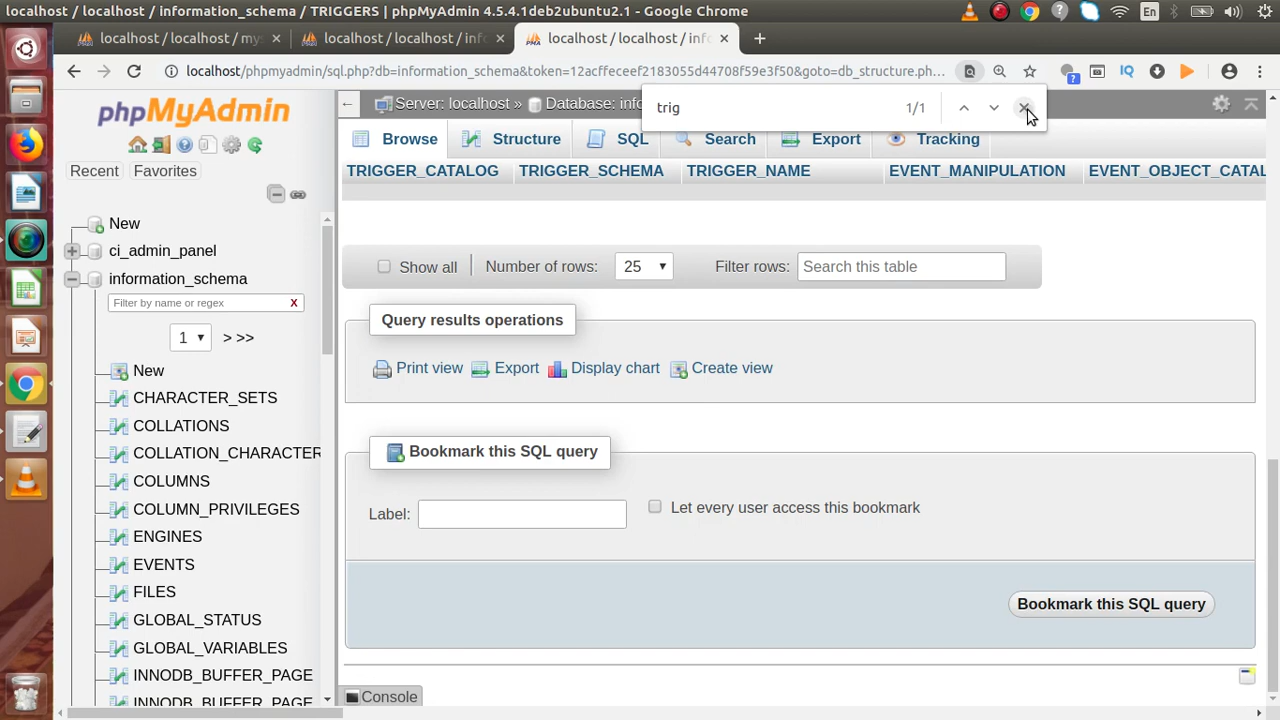 localhost / localhost / information_schema / TRIGGERS | phpMyAdmin 4.5.4.1deb2ubuntu2.1 - Google Chrome
En
localhost / localhost / my
localhost / localhost / inf
localhost / localhost / inf
localhost/phpmyadmin/sql.php?db=information_schema&token=12acffeceef2183055d44706f59e3f50&goto=db_structure.ph...
?
IQ
trig
1/1
phpMyAdmin
Server: localhost »
Database: info
Browse
Structure
SQL
Search
Export
Tracking
Recent
Favorites
TRIGGER_CATALOG
TRIGGER_SCHEMA
TRIGGER_NAME
EVENT_MANIPULATION
EVENT_OBJECT_CATAL
New
ci_admin_panel
information_schema
Filter by name or regex
X
1
> >>
New
CHARACTER_SETS
COLLATIONS
COLLATION_CHARACTER
COLUMNS
COLUMN_PRIVILEGES
ENGINES
EVENTS
FILES
GLOBAL_STATUS
GLOBAL_VARIABLES
INNODB_BUFFER_PAGE
INNODB_BUFFER_PAGE
Show all
Number of rows:
25
Filter rows:
Search this table
Query results operations
Print view
Export
Display chart
Create view
Bookmark this SQL query
Label:
Let every user access this bookmark
Bookmark this SQL query
Console